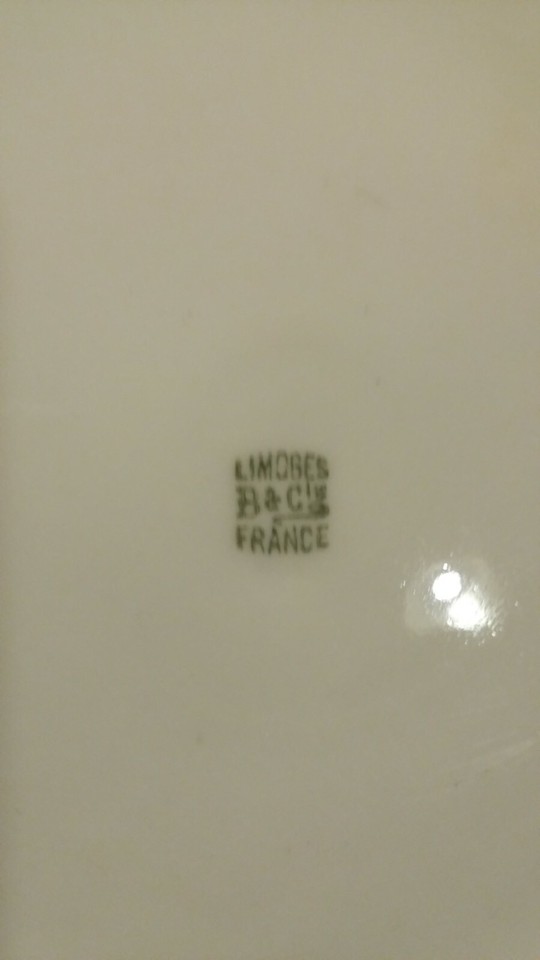 LIMOGES
B & Cie
FRANCE